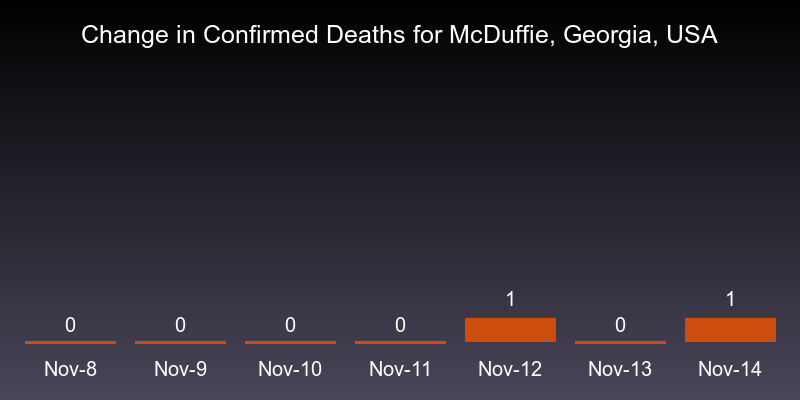 Change in Confirmed Deaths for McDuffie, Georgia, USA
0 0 0 0 1 0 1
Nov-8 Nov-9 Nov-10 Nov-11 Nov-12 Nov-13 Nov-14